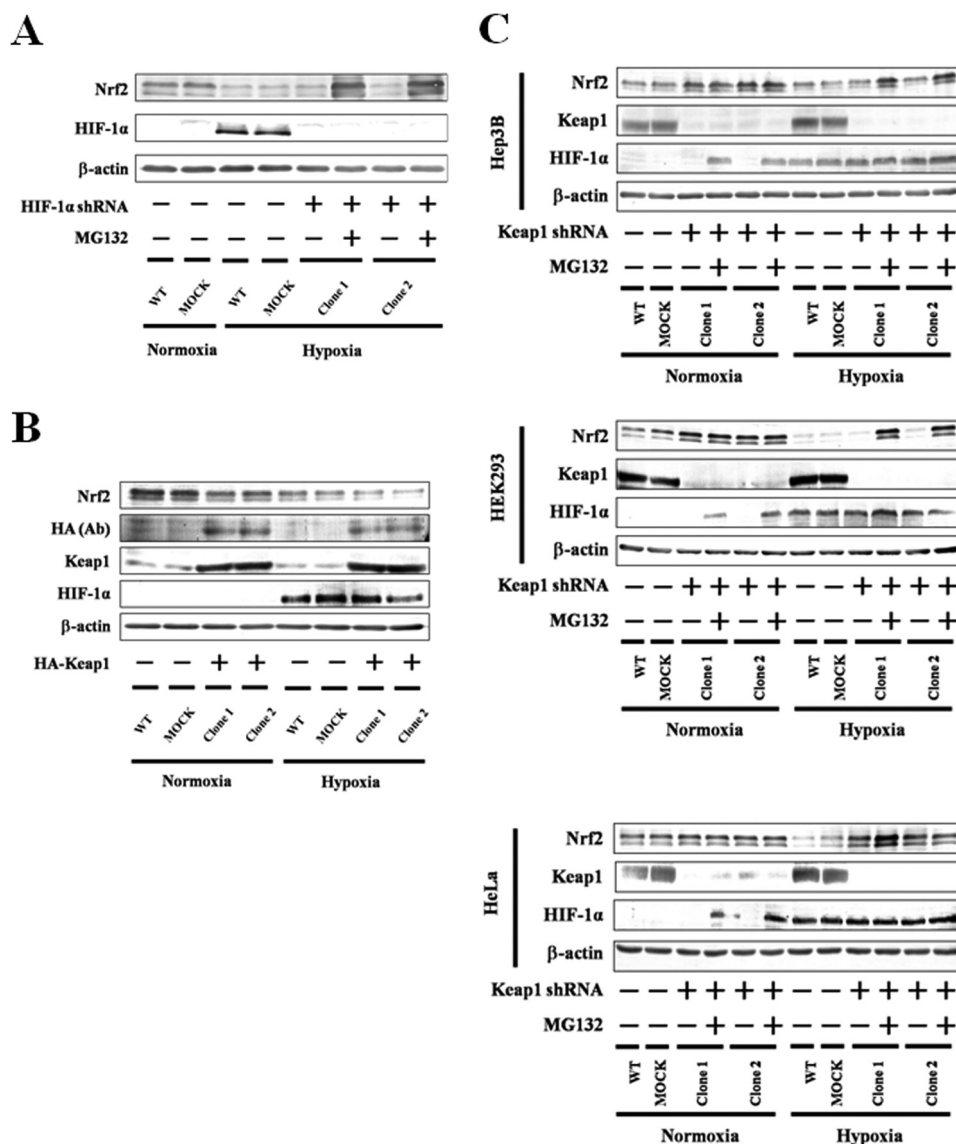 A
Nrf2
HIF-1α
β-actin
HIF-1α shRNA − − − − + + + +
MG132 − − − − − + − +
WT MOCK WT MOCK Clone 1 Clone 2
Normoxia Hypoxia
B
Nrf2
HA (Ab)
Keap1
HIF-1α
β-actin
HA-Keap1 − − + + − − + +
WT MOCK Clone 1 Clone 2 WT MOCK Clone 1 Clone 2
Normoxia Hypoxia
C
Hep3B
Nrf2
Keap1
HIF-1α
β-actin
Keap1 shRNA − − + + + + − − + + + +
MG132 − − − + − + − − − + − +
WT MOCK Clone 1 Clone 2 WT MOCK Clone 1 Clone 2
Normoxia Hypoxia
HEK293
Nrf2
Keap1
HIF-1α
β-actin
Keap1 shRNA − − + + + + − − + + + +
MG132 − − − + − + − − − + − +
WT MOCK Clone 1 Clone 2 WT MOCK Clone 1 Clone 2
Normoxia Hypoxia
HeLa
Nrf2
Keap1
HIF-1α
β-actin
Keap1 shRNA − − + + + + − − + + + +
MG132 − − − + − + − − − + − +
WT MOCK Clone 1 Clone 2 WT MOCK Clone 1 Clone 2
Normoxia Hypoxia